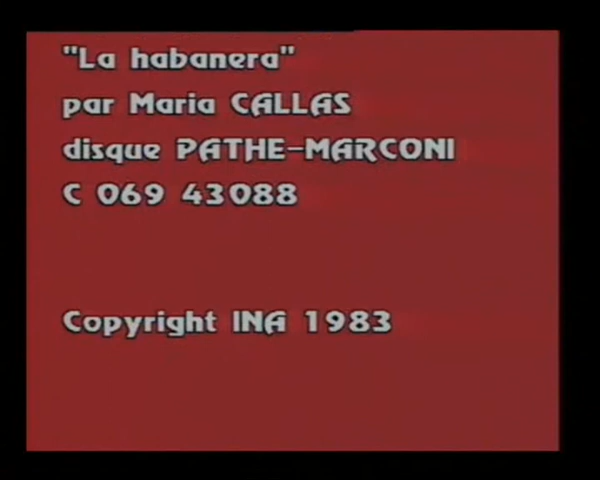 "La habanera"
par Maria CALLAS
disque PATHE-MARCONI
C 069 43088
Copyright INA 1983